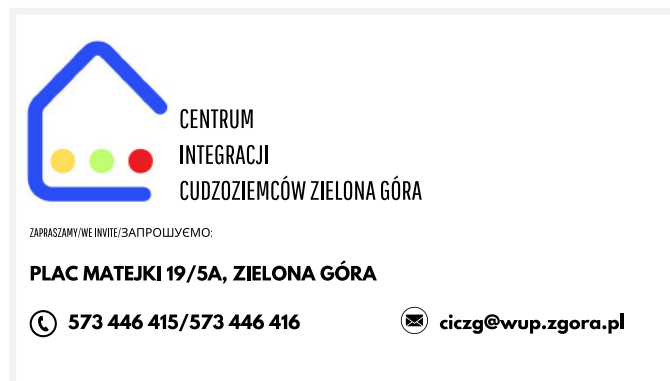 CENTRUM
INTEGRACJI
CUDZOZIEMCÓW ZIELONA GÓRA
ZAPRASZAMY/WE INVITE/ЗАПРОШУЄМО:
PLAC MATEJKI 19/5A, ZIELONA GÓRA
573 446 415/573 446 416
ciczg@wup.zgora.pl